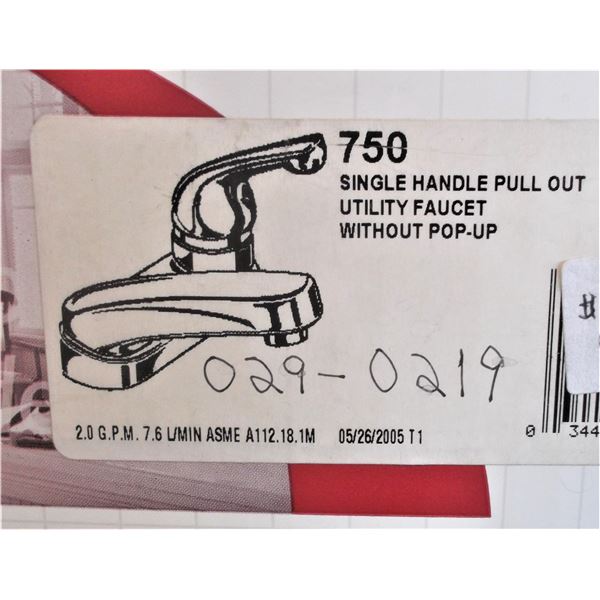 750
SINGLE HANDLE PULL OUT
UTILITY FAUCET
WITHOUT POP-UP
#
029-0219
2.0 G.P.M. 7.6 L/MIN ASME A112.18.1M 05/26/2005 T1
0 344